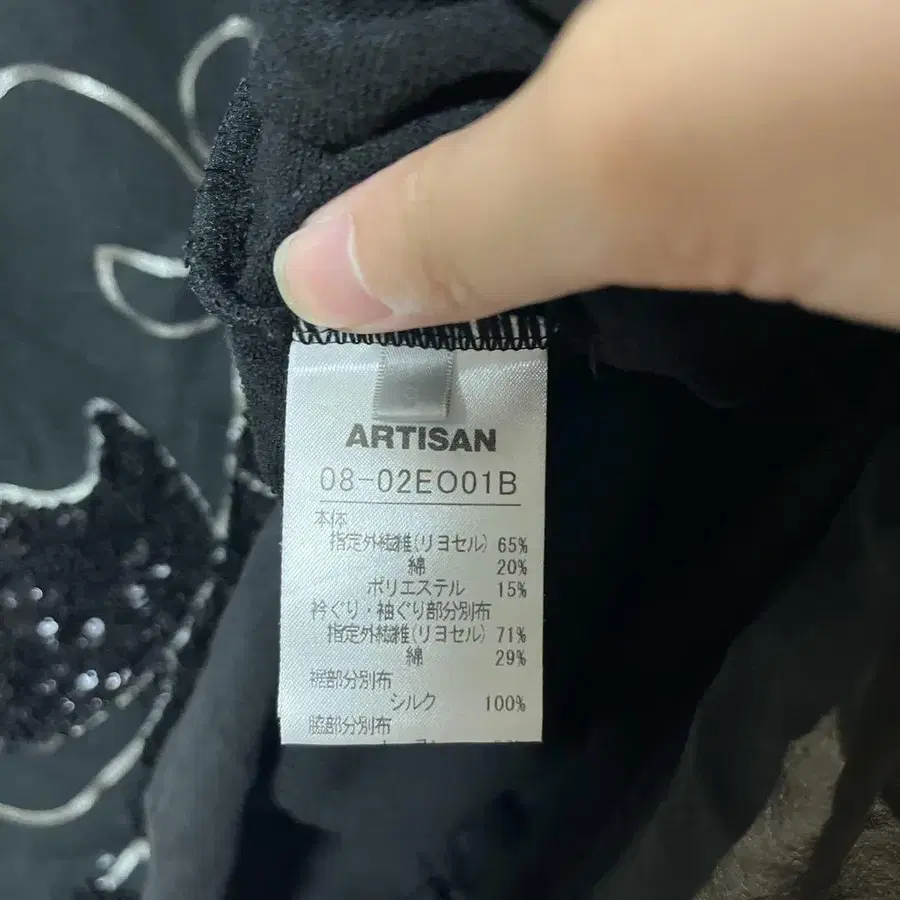 ARTISAN
08-02EO01B
本体
指定外繊維(リヨセル) 65%
綿 20%
ポリエステル 15%
衿ぐり・袖ぐり部分別布
指定外繊維(リヨセル) 71%
綿 29%
裾部分別布
シルク 100%
脇部分別布